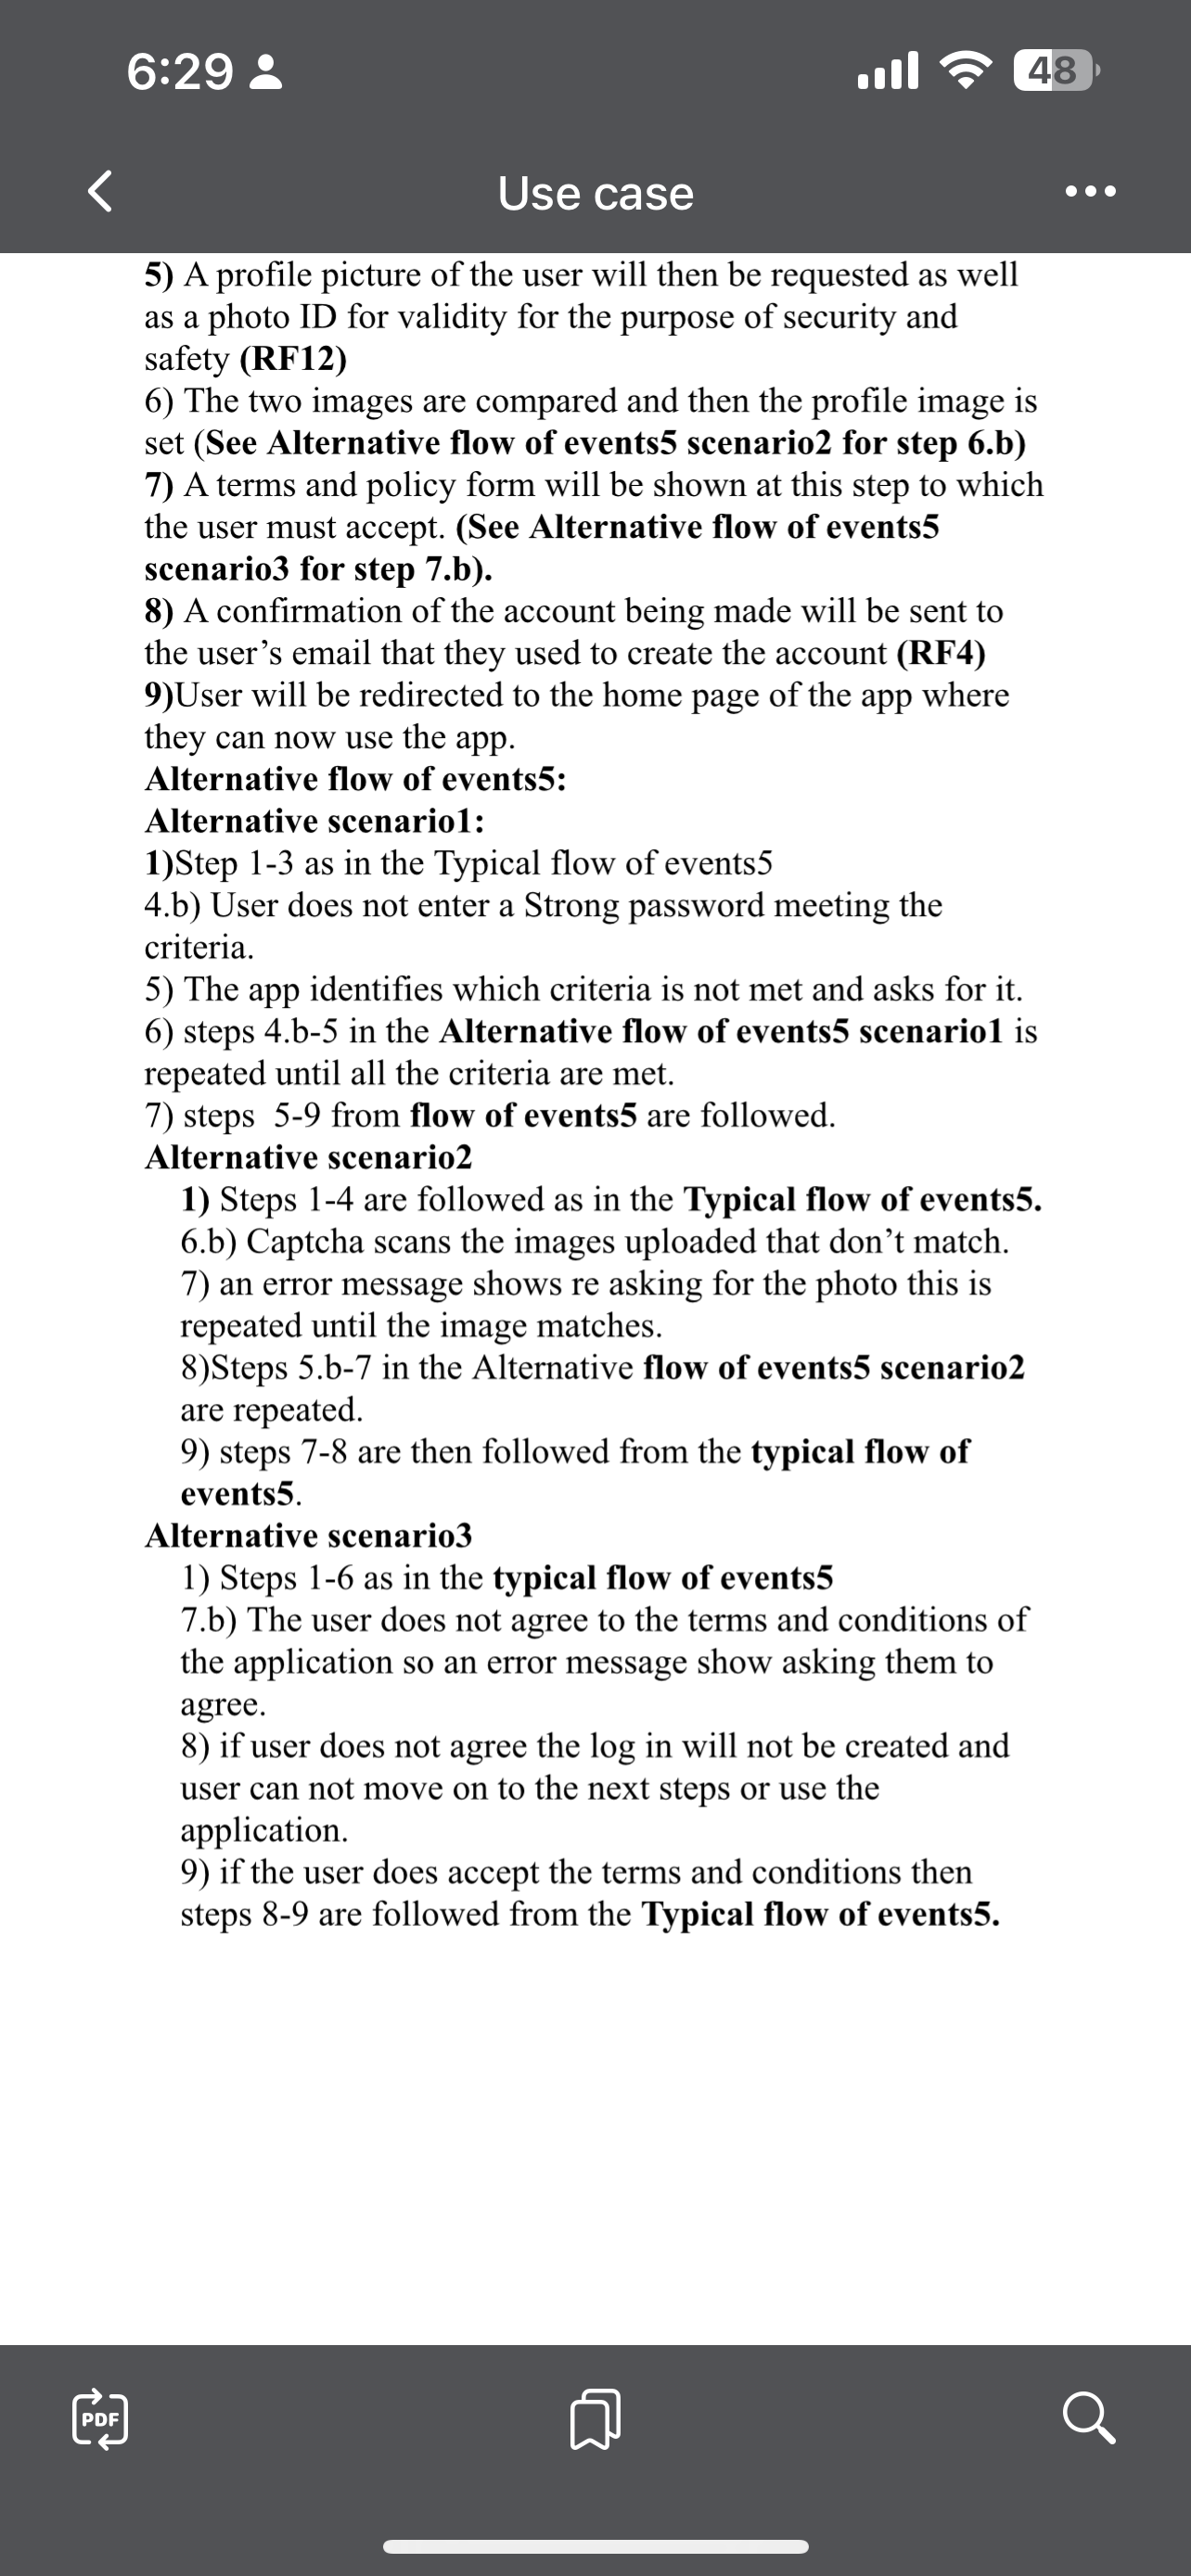 6:29
48
Use case
5) A profile picture of the user will then be requested as well
as a photo ID for validity for the purpose of security and
safety (RF12)
6) The two images are compared and then the profile image is
set (See Alternative flow of events5 scenario2 for step 6.b)
7) A terms and policy form will be shown at this step to which
the user must accept. (See Alternative flow of events5
scenario3 for step 7.b).
8) A confirmation of the account being made will be sent to
the user’s email that they used to create the account (RF4)
9)User will be redirected to the home page of the app where
they can now use the app.
Alternative flow of events5:
Alternative scenario1:
1)Step 1-3 as in the Typical flow of events5
4.b) User does not enter a Strong password meeting the
criteria.
5) The app identifies which criteria is not met and asks for it.
6) steps 4.b-5 in the Alternative flow of events5 scenario1 is
repeated until all the criteria are met.
7) steps  5-9 from flow of events5 are followed.
Alternative scenario2
1) Steps 1-4 are followed as in the Typical flow of events5.
6.b) Captcha scans the images uploaded that don’t match.
7) an error message shows re asking for the photo this is
repeated until the image matches.
8)Steps 5.b-7 in the Alternative flow of events5 scenario2
are repeated.
9) steps 7-8 are then followed from the typical flow of
events5.
Alternative scenario3
1) Steps 1-6 as in the typical flow of events5
7.b) The user does not agree to the terms and conditions of
the application so an error message show asking them to
agree.
8) if user does not agree the log in will not be created and
user can not move on to the next steps or use the
application.
9) if the user does accept the terms and conditions then
steps 8-9 are followed from the Typical flow of events5.
PDF